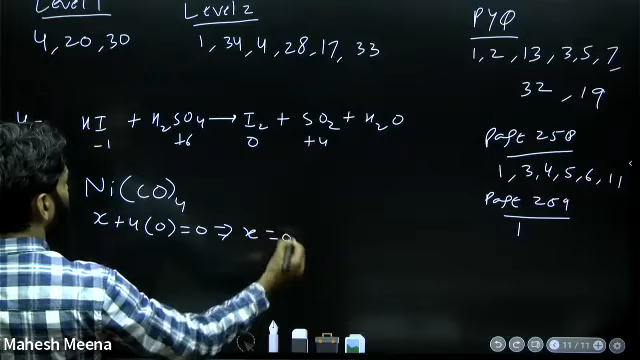 Level 1
Level 2
PYQ
4, 20, 30
1, 34, 4, 28, 17, 33
1, 2, 13, 3, 5, 7
32, 19
HI + H2SO4 → I2 + SO2 + H2O
-1 +6 0 +4
Page 258
1, 3, 4, 5, 6, 11
Ni(CO)4
Page 259
x + 4(0) = 0 ⇒ x = 0
1
Mahesh Meena
11 / 11